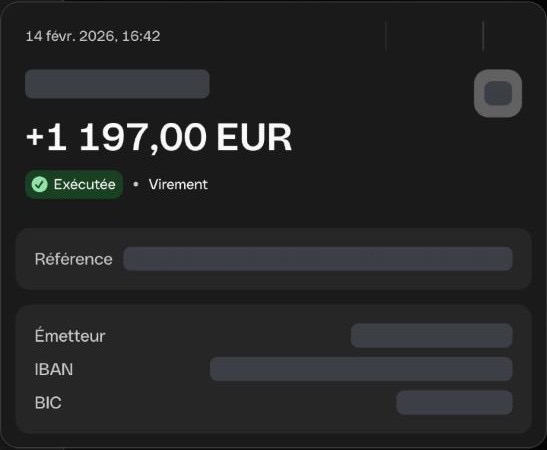 14 févr. 2026, 16:42
+1 197,00 EUR
Exécutée • Virement
Référence
Émetteur
IBAN
BIC